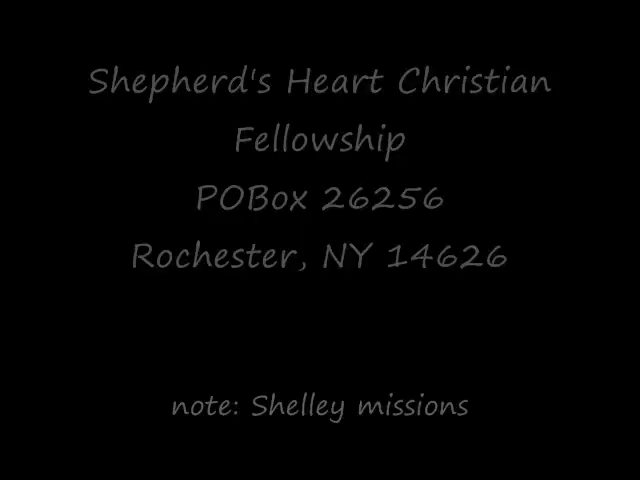 Shepherd's Heart Christian
Fellowship
POBox 26256
Rochester, NY 14626
note: Shelley missions